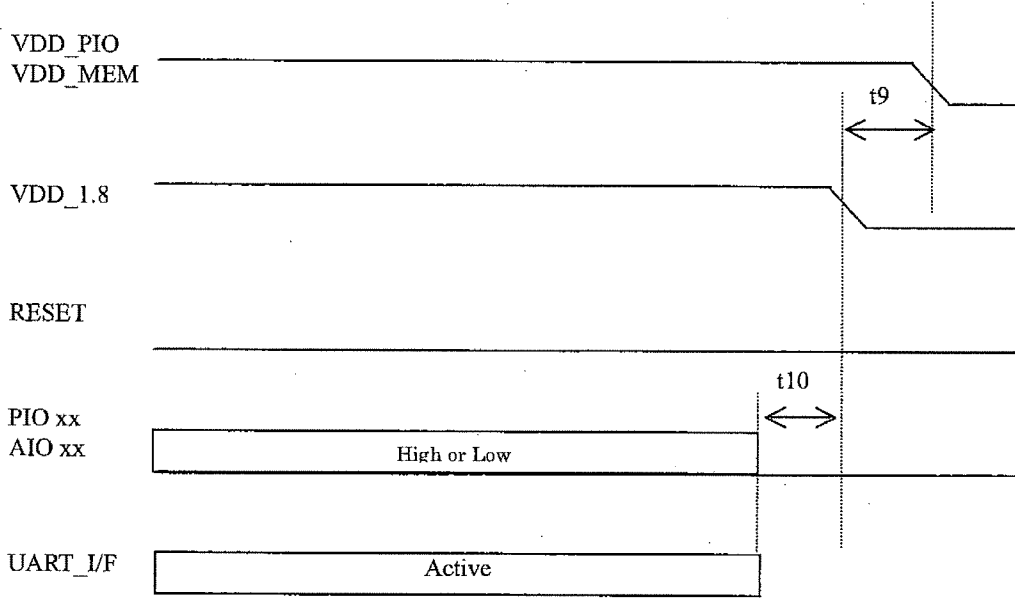 VDD_PIO
VDD_MEM
t9
VDD_1.8
RESET
t10
PIO xx
AIO xx
High or Low
UART_I/F
Active